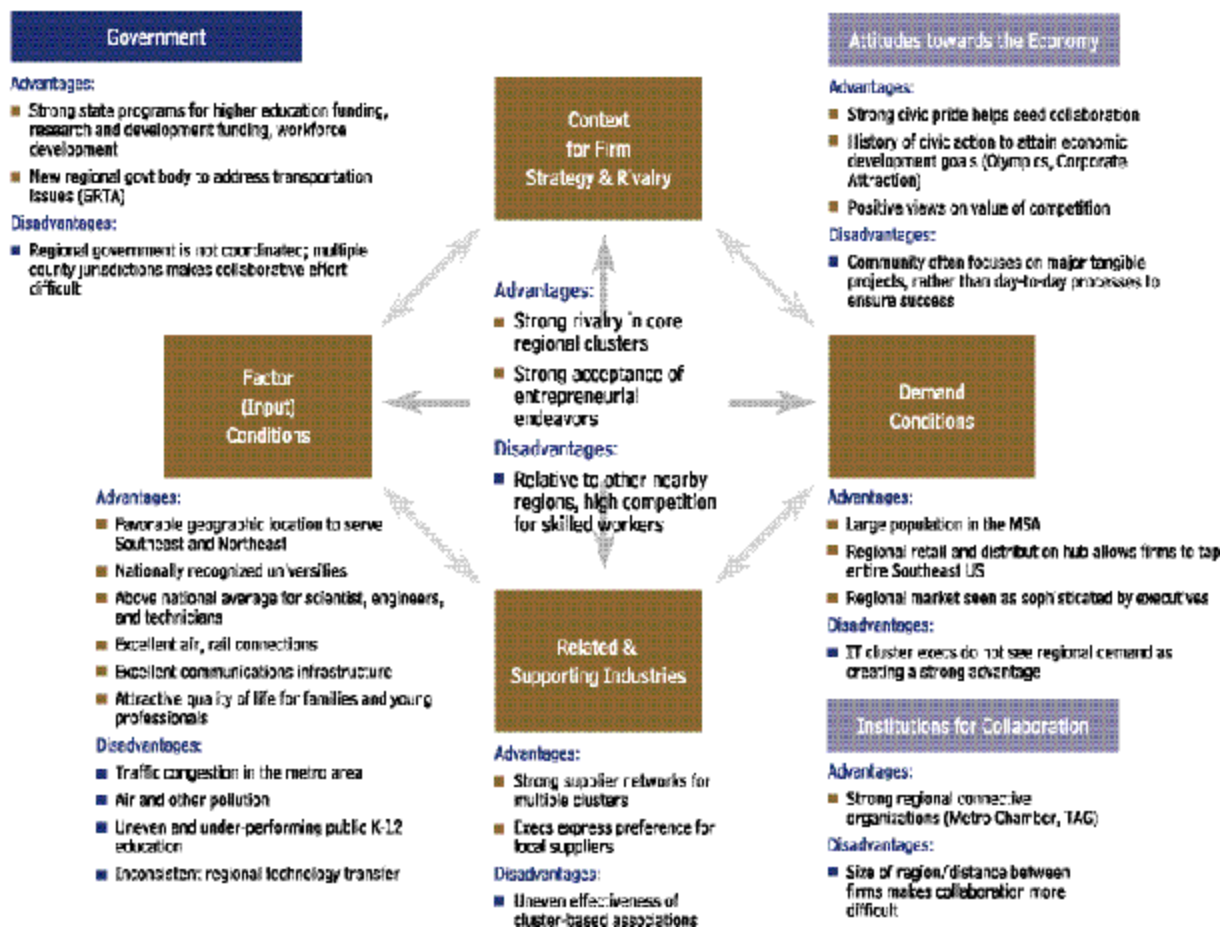 Government
Advantages:
Strong state programs for higher education funding,
research and development funding, workforce
development
New regional govt body to address transportation
issues (GRTA)
Disadvantages:
Regional government is not coordinated; multiple
county jurisdictions makes collaborative effort
difficult
Context
for Firm
Strategy & Rivalry
Attitudes towards the Economy
Advantages:
Strong civic pride helps seed collaboration
History of civic action to attain economic
development goals (Olympics, Corporate
Attraction)
Positive views on value of competition
Disadvantages:
Community often focuses on major tangible
projects, rather than day-to-day processes to
ensure success
Advantages:
Strong rivalry in core
regional clusters
Strong acceptance of
entrepreneurial
endeavors
Disadvantages:
Relative to other nearby
regions, high competition
for skilled workers
Factor
(Input)
Conditions
Advantages:
Favorable geographic location to serve
Southeast and Northeast
Nationally recognized universities
Above national average for scientist, engineers,
and technicians
Excellent air, rail connections
Excellent communications infrastructure
Attractive quality of life for families and young
professionals
Disadvantages:
Traffic congestion in the metro area
Air and other pollution
Uneven and under-performing public K-12
education
Inconsistent regional technology transfer
Related &
Supporting Industries
Advantages:
Strong supplier networks for
multiple clusters
Execs express preference for
local suppliers
Disadvantages:
Uneven effectiveness of
cluster-based associations
Demand
Conditions
Advantages:
Large population in the MSA
Regional retail and distribution hub allows firms to tap
entire Southeast US
Regional market seen as sophisticated by executives
Disadvantages:
IT cluster execs do not see regional demand as
creating a strong advantage
Institutions for Collaboration
Advantages:
Strong regional connective
organizations (Metro Chamber, TAG)
Disadvantages:
Size of region/distance between
firms makes collaboration more
difficult